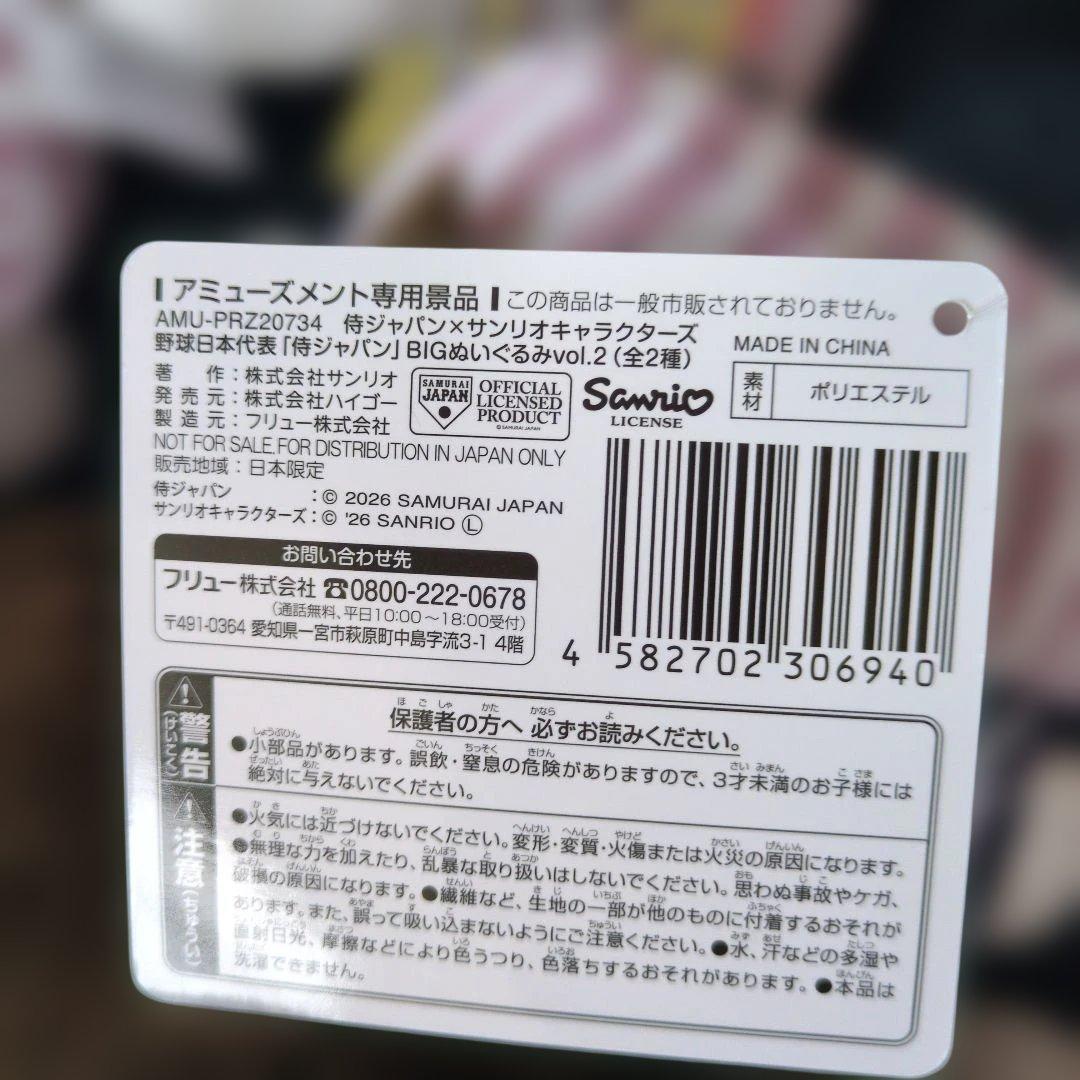 アミューズメント専用景品 この商品は一般市販されておりません。
AMU-PRZ20734 侍ジャパン×サンリオキャラクターズ
野球日本代表「侍ジャパン」BIGぬいぐるみvol.2(全2種)
MADE IN CHINA
著 作:株式会社サンリオ
発 売 元:株式会社ハイゴー
製 造 元:フリュー株式会社
SAMURAI
JAPAN
OFFICIAL
LICENSED
PRODUCT
© SAMURAI JAPAN
Sanrio
LICENSE
素材 ポリエステル
NOT FOR SALE.FOR DISTRIBUTION IN JAPAN ONLY
販売地域:日本限定
侍ジャパン :© 2026 SAMURAI JAPAN
サンリオキャラクターズ:© '26 SANRIO Ⓛ
お問い合わせ先
フリュー株式会社 ☎0800-222-0678
(通話無料、平日10:00~18:00受付)
〒491-0364 愛知県一宮市萩原町中島字流3-1 4階
4 582702 306940
警告(けいこく)
保護者の方へ 必ずお読みください。
●小部品があります。誤飲・窒息の危険がありますので、3才未満のお子様には
絶対に与えないでください。
注意(ちゅうい)
●火気には近づけないでください。変形・変質・火傷または火災の原因になります。
●無理な力を加えたり、乱暴な取り扱いはしないでください。思わぬ事故やケガ、
破損の原因になります。●繊維など、生地の一部が他のものに付着するおそれが
あります。また、誤って吸い込まないようにご注意ください。●水、汗などの多湿や
直射日光、摩擦などにより色うつり、色落ちするおそれがあります。●本品は
洗濯できません。